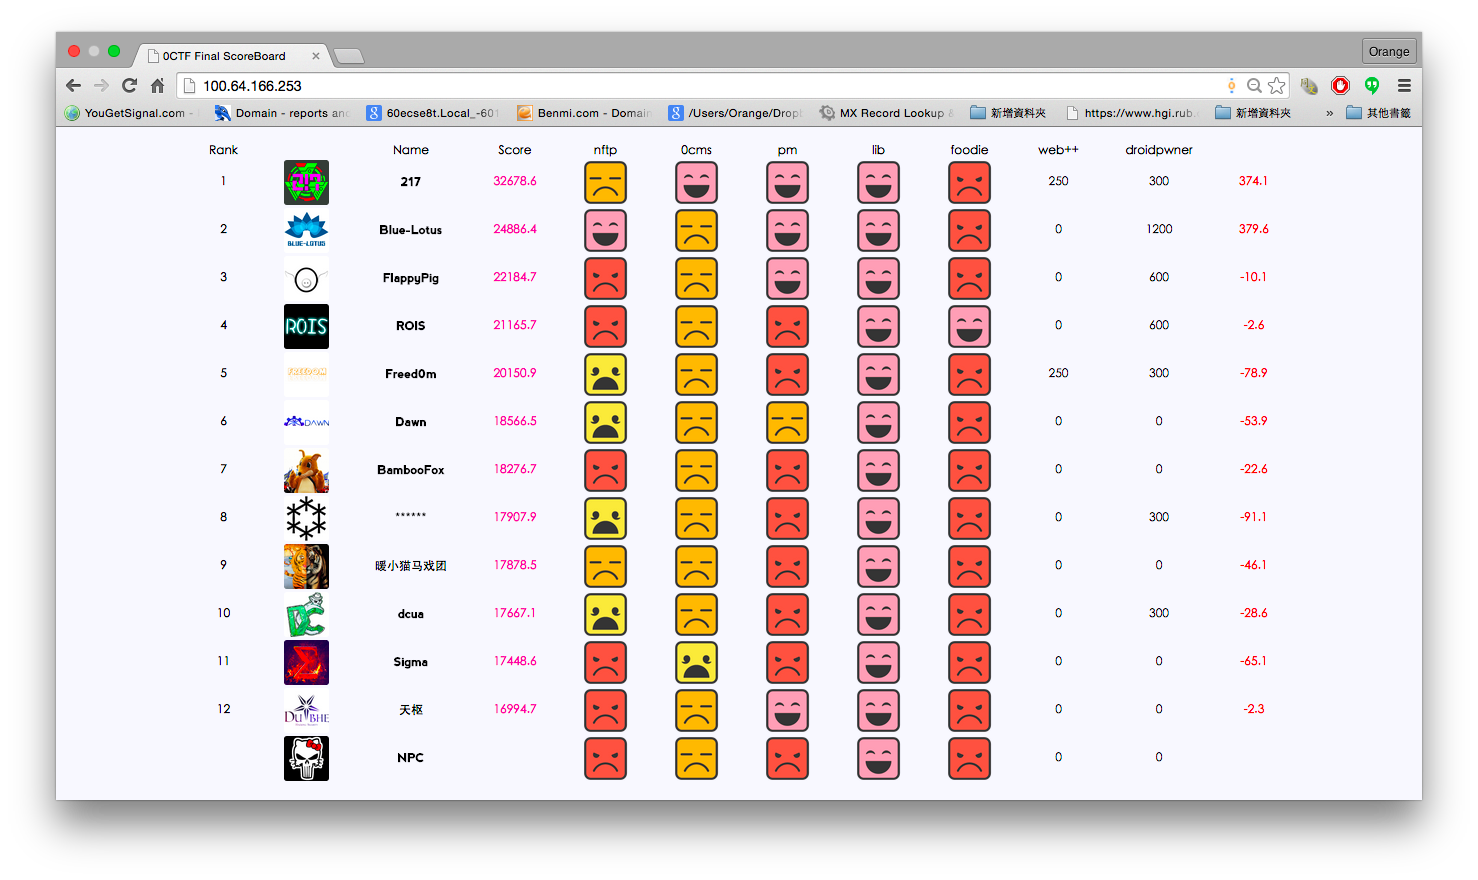 0CTF Final ScoreBoard
Orange
100.64.166.253
YouGetSignal.com - Domain - reports and 60ecse8t.Local_-601 Benmi.com - Domain /Users/Orange/Dropb MX Record Lookup 新增資料夾 https://www.hgi.rub. 新增資料夾 » 其他書籤
Rank Name Score nftp 0cms pm lib foodie web++ droidpwner
1 217 32678.6 250 300 374.1
2 BLUE-LOTUS Blue-Lotus 24886.4 0 1200 379.6
3 FlappyPig 22184.7 0 600 -10.1
4 ROIS ROIS 21165.7 0 600 -2.6
5 FREEDOM Freed0m 20150.9 250 300 -78.9
6 DAWN Dawn 18566.5 0 0 -53.9
7 BambooFox 18276.7 0 0 -22.6
8 ****** 17907.9 0 300 -91.1
9 暖小猫马戏团 17878.5 0 0 -46.1
10 DC dcua 17667.1 0 300 -28.6
11 Sigma 17448.6 0 0 -65.1
12 DUBHE 天枢 16994.7 0 0 -2.3
NPC 0 0